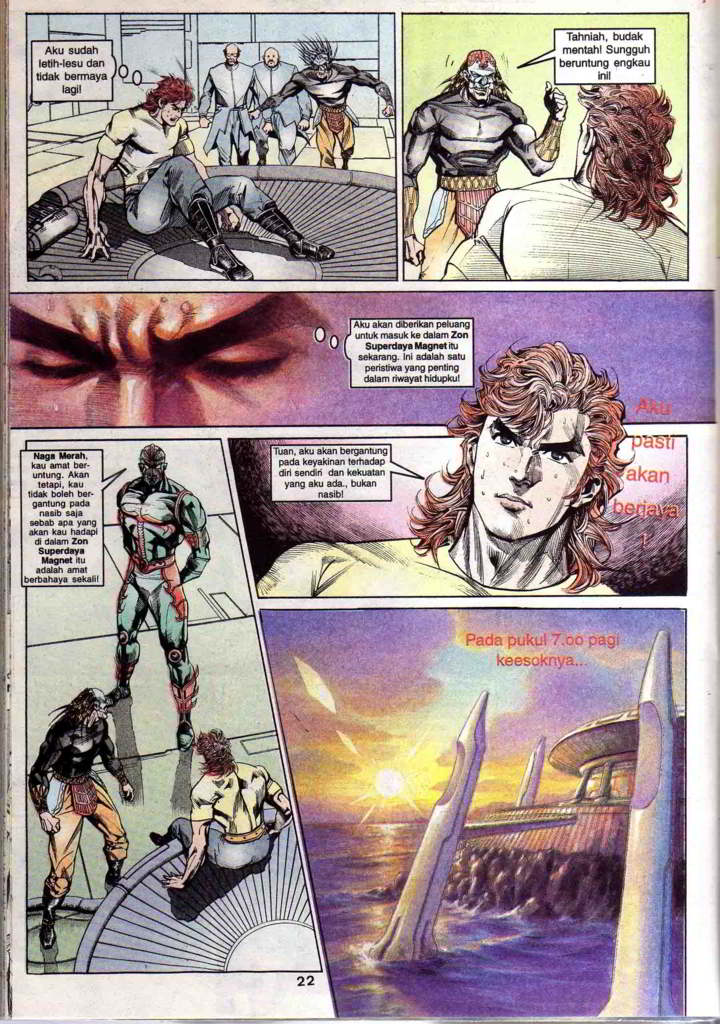 Aku sudah
letih-lesu dan
tidak bermaya
lagi!
Tahniah, budak
mentah! Sungguh
beruntung engkau
ini!
Aku akan diberikan peluang
untuk masuk ke dalam Zon
Superdaya Magnet itu
sekarang. Ini adalah satu
peristiwa yang penting
dalam riwayat hidupku!
Aku
pasti
akan
berjaya
!
Naga Merah,
kau amat ber-
untung. Akan
tetapi, kau
tidak boleh ber-
gantung pada
nasib saja
sebab apa yang
akan kau hadapi
di dalam Zon
Superdaya
Magnet itu
adalah amat
berbahaya sekali!
Tuan, aku akan bergantung
pada keyakinan terhadap
diri sendiri dan kekuatan
yang aku ada., bukan
nasib!
Pada pukul 7.00 pagi
keesoknya...
22